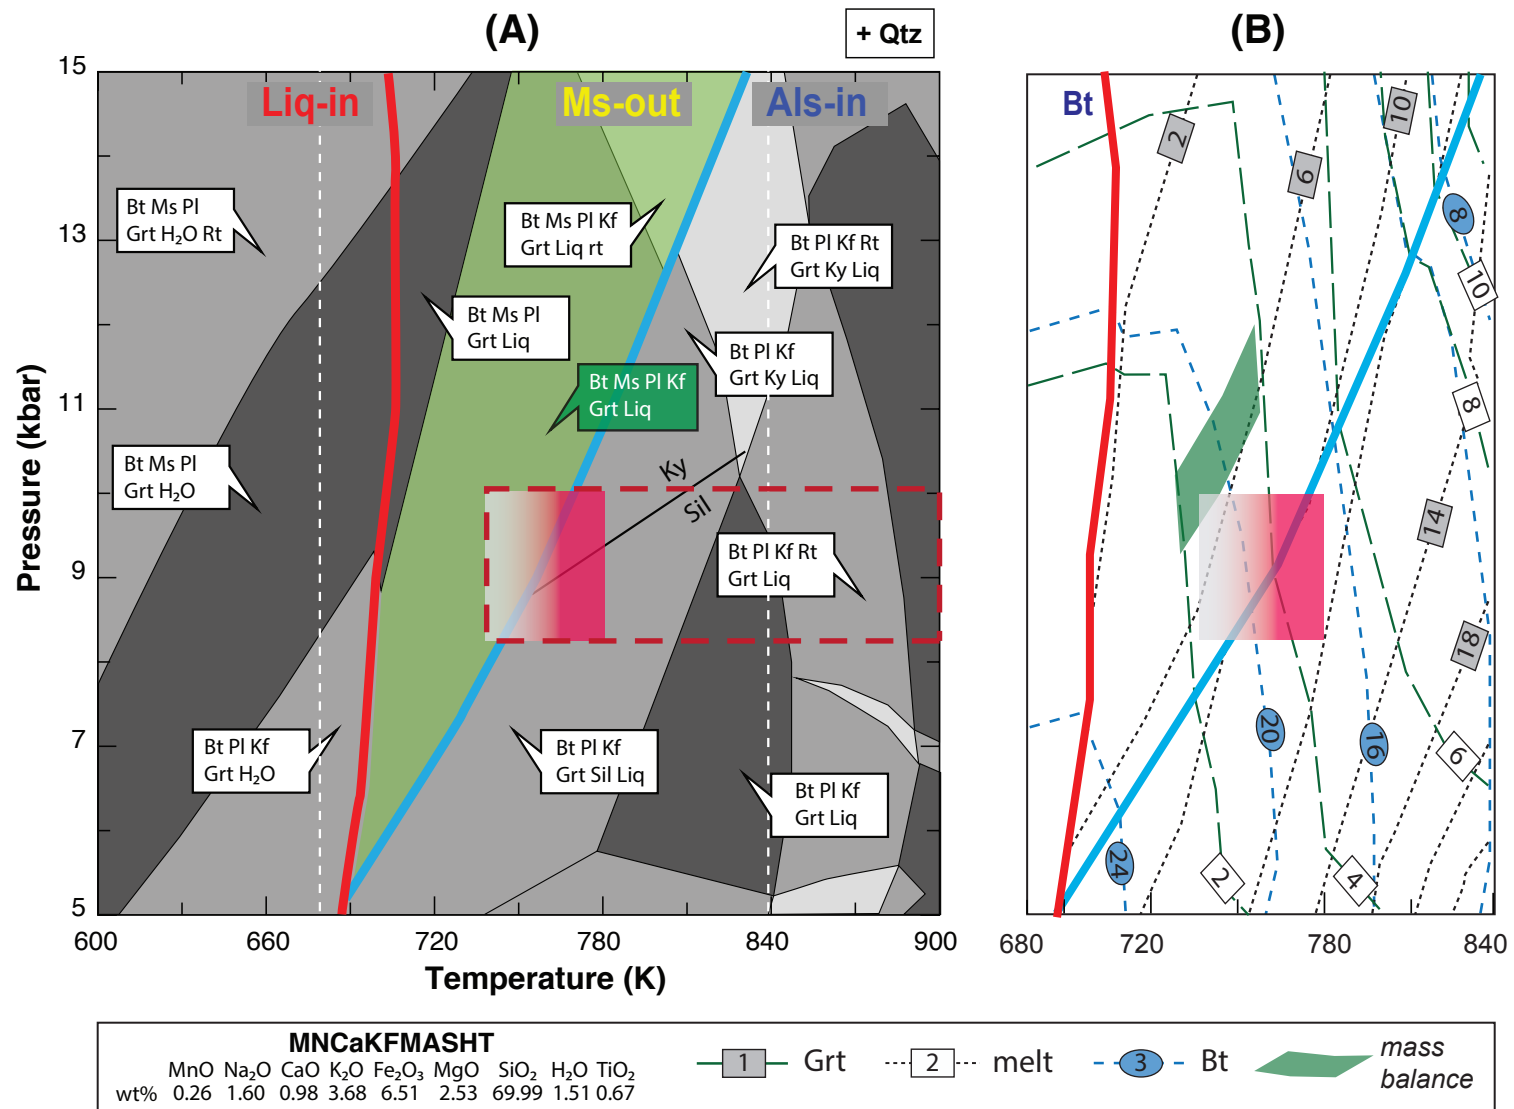 (A)
+ Qtz
(B)
15
13
11
9
7
5
Pressure (kbar)
Liq-in
Ms-out
Als-in
Bt Ms Pl
Grt H₂O Rt
Bt Ms Pl Kf
Grt Liq rt
Bt Pl Kf Rt
Grt Ky Liq
Bt Ms Pl
Grt Liq
Bt Pl Kf
Grt Ky Liq
Bt Ms Pl Kf
Grt Liq
Bt Ms Pl
Grt H₂O
Ky
Sil
Bt Pl Kf Rt
Grt Liq
Bt Pl Kf
Grt H₂O
Bt Pl Kf
Grt Sil Liq
Bt Pl Kf
Grt Liq
600
660
720
780
840
900
Temperature (K)
Bt
2
6
10
8
10
8
14
18
20
16
6
24
2
4
680
720
780
840
MNCaKFMASHT
MnO Na₂O CaO K₂O Fe₂O₃ MgO SiO₂ H₂O TiO₂
wt% 0.26 1.60 0.98 3.68 6.51 2.53 69.99 1.51 0.67
1 Grt
2 melt
3 Bt
mass
balance